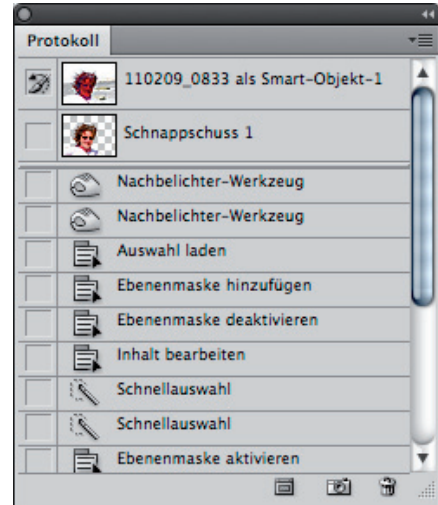 Protokoll
110209_0833 als Smart-Objekt-1
Schnappschuss 1
Nachbelichter-Werkzeug
Nachbelichter-Werkzeug
Auswahl laden
Ebenenmaske hinzufügen
Ebenenmaske deaktivieren
Inhalt bearbeiten
Schnellauswahl
Schnellauswahl
Ebenenmaske aktivieren